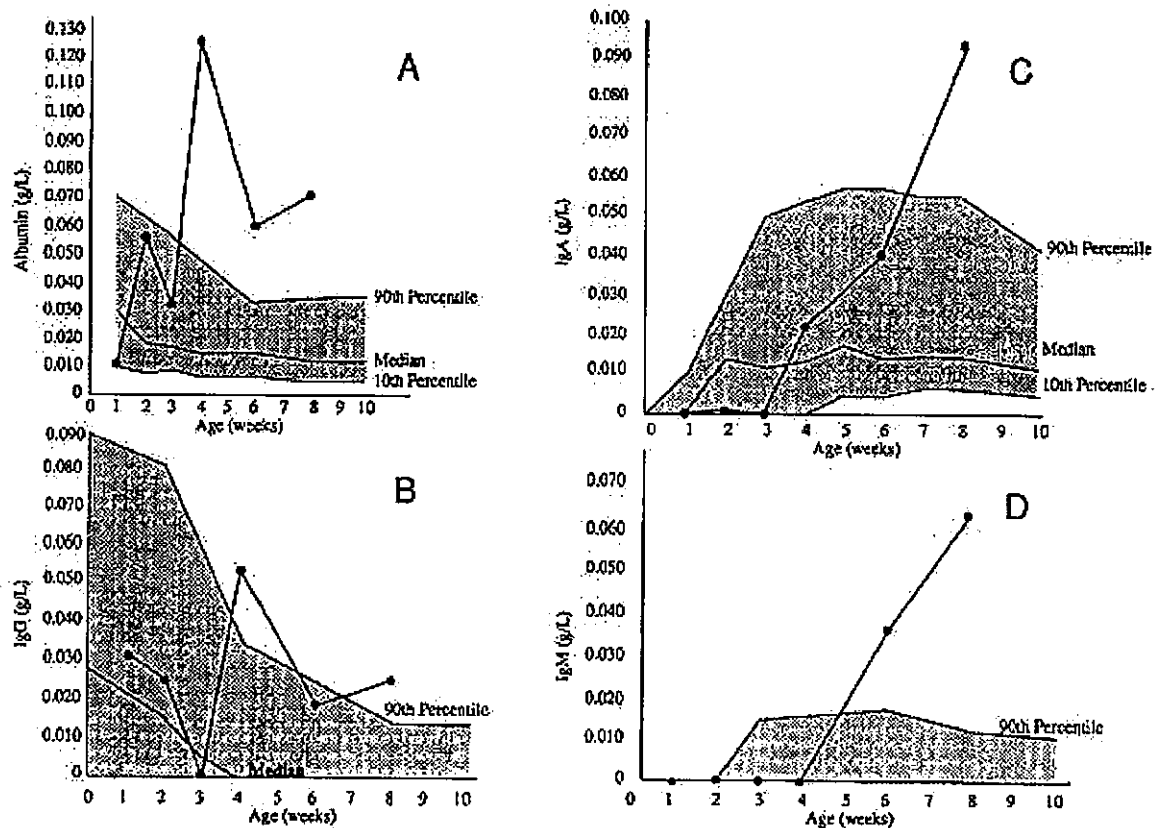 A
0.130
0.120
0.110
0.100
0.090
0.080
0.070
0.060
0.050
0.040
0.030
0.020
0.010
0
Albumin (g/L)
90th Percentile
Median
10th Percentile
0 1 2 3 4 5 6 7 8 9 10
Age (weeks)
B
0.090
0.080
0.070
0.060
0.050
0.040
0.030
0.020
0.010
0
IgG (g/L)
90th Percentile
Median
0 1 2 3 4 5 6 7 8 9 10
Age (weeks)
C
0.100
0.090
0.080
0.070
0.060
0.050
0.040
0.030
0.020
0.010
0
IgA (g/L)
90th Percentile
Median
10th Percentile
0 1 2 3 4 5 6 7 8 9 10
Age (weeks)
D
0.070
0.060
0.050
0.040
0.030
0.020
0.010
0
IgM (g/L)
90th Percentile
0 1 2 3 4 5 6 7 8 9 10
Age (weeks)